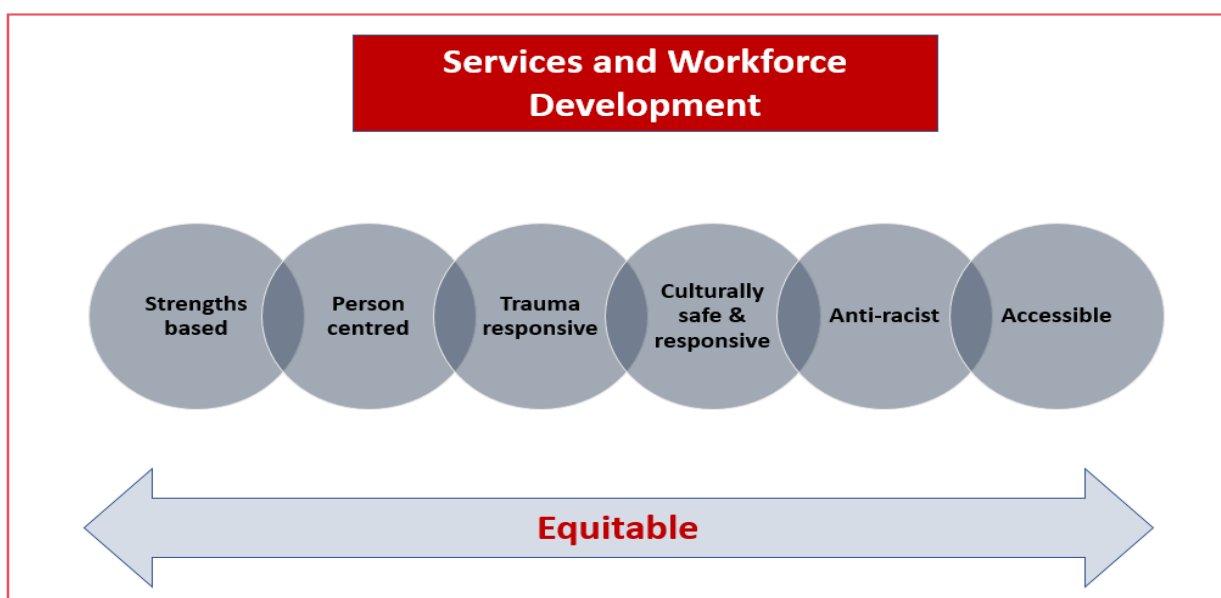 Services and Workforce
Development
Strengths
based
Person
centred
Trauma
responsive
Culturally
safe &
responsive
Anti-racist
Accessible
Equitable